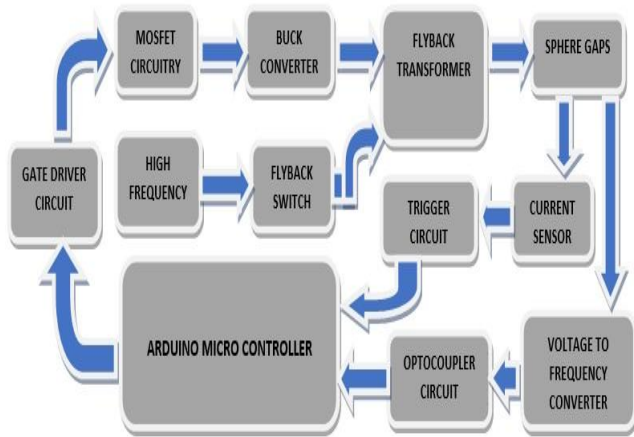 MOSFET
CIRCUITRY
BUCK
CONVERTER
FLYBACK
TRANSFORMER
SPHERE GAPS
GATE DRIVER
CIRCUIT
HIGH
FREQUENCY
FLYBACK
SWITCH
TRIGGER
CIRCUIT
CURRENT
SENSOR
ARDUINO MICRO CONTROLLER
OPTOCOUPLER
CIRCUIT
VOLTAGE TO
FREQUENCY
CONVERTER